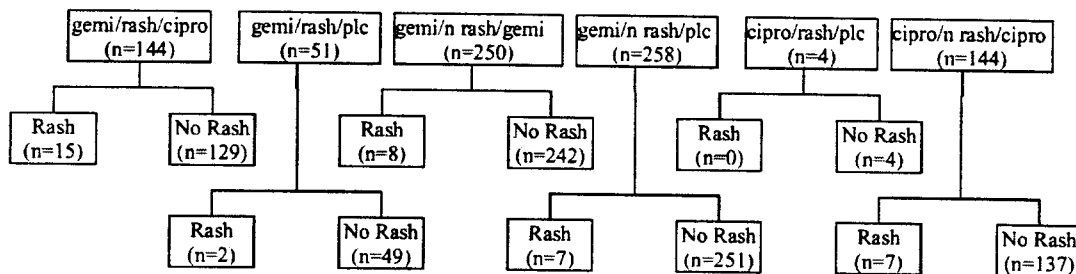 gemi/rash/cipro
(n=144)
gemi/rash/plc
(n=51)
gemi/n rash/gemi
(n=250)
gemi/n rash/plc
(n=258)
cipro/rash/plc
(n=4)
cipro/n rash/cipro
(n=144)
Rash
(n=15)
No Rash
(n=129)
Rash
(n=8)
No Rash
(n=242)
Rash
(n=0)
No Rash
(n=4)
Rash
(n=2)
No Rash
(n=49)
Rash
(n=7)
No Rash
(n=251)
Rash
(n=7)
No Rash
(n=137)